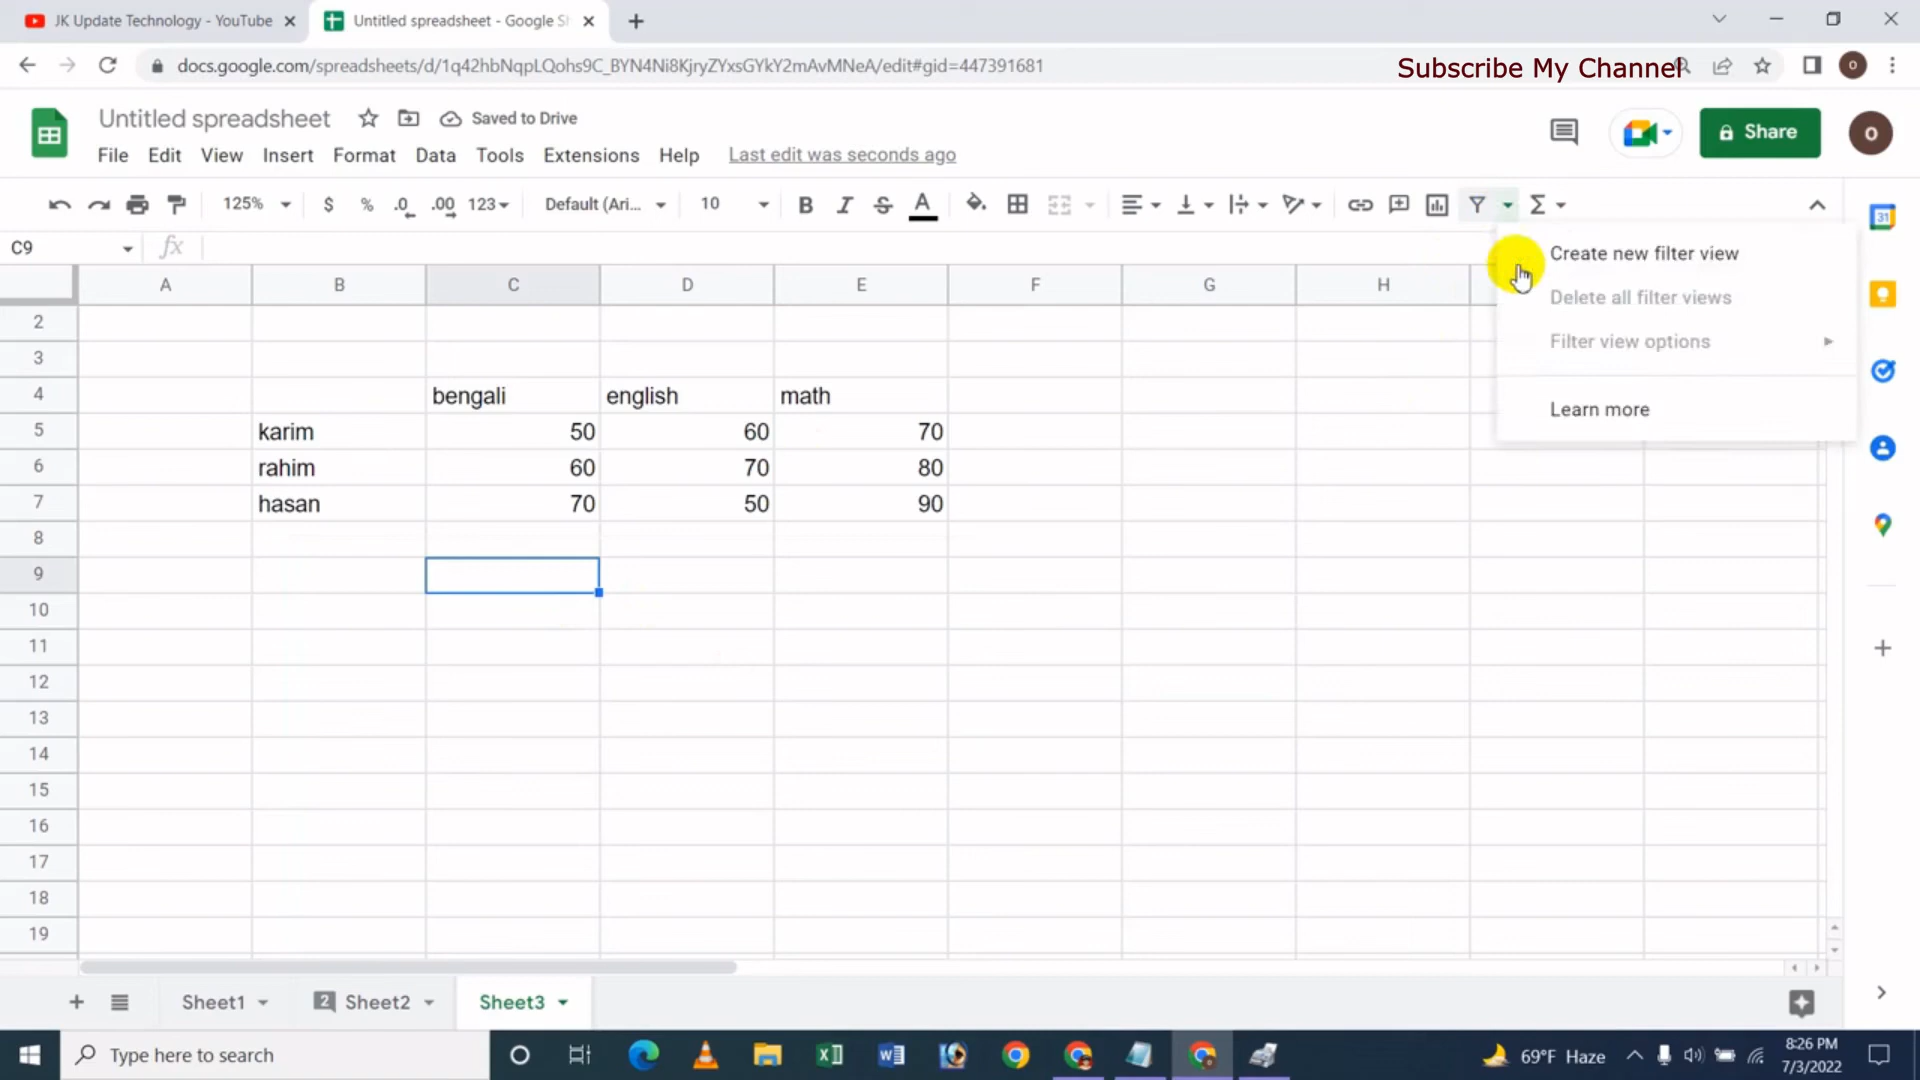 JK Update Technology - YouTube
Untitled spreadsheet - Google Sh
docs.google.com/spreadsheets/d/1q42hbNqpLQohs9C_BYN4Ni8KjryZYxsGYkY2mAvMNeA/edit#gid=447391681
Subscribe My Channel
Untitled spreadsheet
Saved to Drive
Share
O
File Edit View Insert Format Data Tools Extensions Help Last edit was seconds ago
125% $ % .0 .00 123 Default (Ari... 10 B I S A Σ
31
C9 fx
Create new filter view
Delete all filter views
Filter view options
Learn more
A B C D E F G H
2
3
4 bengali english math
5 karim 50 60 70
6 rahim 60 70 80
7 hasan 70 50 90
8
9
10
11
12
13
14
15
16
17
18
19
Sheet1 2 Sheet2 Sheet3
Type here to search
69°F Haze
8:26 PM
7/3/2022